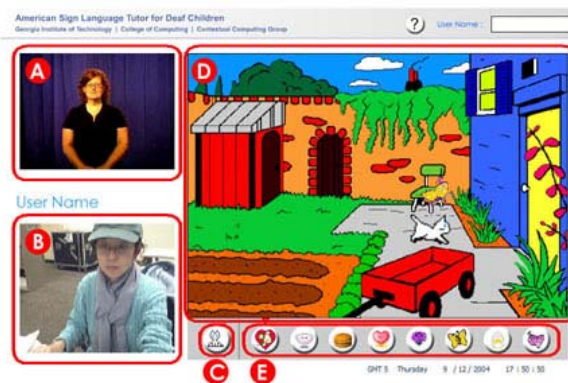 American Sign Language Tutor for Deaf Children
Georgia Institute of Technology | College of Computing | Contextual Computing Group
? User Name :
A
D
User Name
B
C
E
GMT 5 Thursday 9 / 12 / 2004 17 : 50 : 50